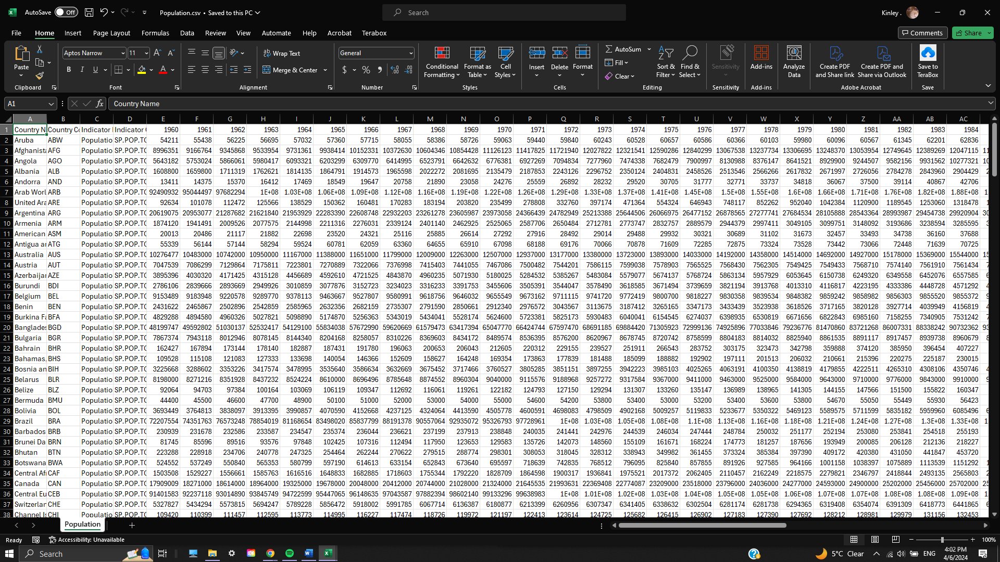 AutoSave Off Population.csv • Saved to this PC Search Kinley .
File Home Insert Page Layout Formulas Data Review View Automate Help Acrobat Terabox Comments Share
Paste Aptos Narrow 11 Wrap Text General Conditional Formatting Format as Table Cell Styles Insert Delete Format AutoSum Fill Clear Sort & Filter Find & Select Sensitivity Add-ins Analyze Data Create PDF and Share link Create PDF and Share via Outlook Save to TeraBox
B I U Merge & Center $ %
Clipboard Font Alignment Number Styles Cells Editing Sensitivity Add-ins Adobe Acrobat Save
A1 fx Country Name
A B C D E F G H I J K L M N O P Q R S T U V W X Y Z AA AB AC
1 Country N Country Co Indicator Indicator 1960 1961 1962 1963 1964 1965 1966 1967 1968 1969 1970 1971 1972 1973 1974 1975 1976 1977 1978 1979 1980 1981 1982 1983 1984
2 Aruba ABW Populatio SP.POP.TO 54211 55438 56225 56695 57032 57360 57715 58055 58386 58726 59063 59440 59840 60243 60528 60657 60586 60366 60103 59980 60096 60567 61345 62201 62836
3 Afghanista AFG Populatio SP.POP.TO 8996351 9166764 9345868 9533954 9731361 9938414 10152331 10372630 10604346 10854428 11126123 11417825 11721940 12027822 12321541 12590286 12840299 13067538 13237734 13306695 13248370 13053954 12749645 12389269 12047115 11
4 Angola AGO Populatio SP.POP.TO 5643182 5753024 5866061 5980417 6093321 6203299 6309770 6414995 6523791 6642632 6776381 6927269 7094834 7277960 7474338 7682479 7900997 8130988 8376147 8641521 8929900 9244507 9582156 9931562 10277321 10
5 Albania ALB Populatio SP.POP.TO 1608800 1659800 1711319 1762621 1814135 1864791 1914573 1965598 2022272 2081695 2135479 2187853 2243126 2296752 2350124 2404831 2458526 2513546 2566266 2617832 2671997 2726056 2784278 2843960 2904429 2
6 Andorra AND Populatio SP.POP.TO 13411 14375 15370 16412 17469 18549 19647 20758 21890 23058 24276 25559 26892 28232 29520 30705 31777 32771 33737 34818 36067 37500 39114 40867 42706
7 Arab Worl ARB Populatio SP.POP.TO 92490932 95044497 97682294 1E+08 1.03E+08 1.06E+08 1.09E+08 1.12E+08 1.16E+08 1.19E+08 1.22E+08 1.26E+08 1.29E+08 1.33E+08 1.37E+08 1.41E+08 1.45E+08 1.5E+08 1.55E+08 1.6E+08 1.66E+08 1.71E+08 1.76E+08 1.82E+08 1.88E+08 1.
8 United Ara ARE Populatio SP.POP.TO 92634 101078 112472 125566 138529 150362 160481 170283 183194 203820 235499 278808 332760 397174 471364 554324 646943 748117 852262 952040 1042384 1120900 1189545 1253060 1318478 1
9 Argentina ARG Populatio SP.POP.TO 20619075 20953077 21287682 21621840 21953929 22283390 22608748 22932203 23261278 23605987 23973058 24366439 24782949 25213388 25644506 26066975 26477152 26878565 27277741 27684534 28105888 28543364 28993987 29454738 29920904 30
10 Armenia ARM Populatio SP.POP.TO 1874120 1941491 2009526 2077575 2144998 2211316 2276031 2339124 2401140 2462925 2525065 2587706 2650484 2712781 2773747 2832757 2889579 2944379 2997411 3049105 3099751 3148092 3193686 3238594 3285595 3
11 American ASM Populatio SP.POP.TO 20013 20486 21117 21882 22698 23520 24321 25116 25885 26614 27292 27916 28492 29014 29488 29932 30321 30689 31102 31673 32457 33493 34738 36160 37688
12 Antigua ar ATG Populatio SP.POP.TO 55339 56144 57144 58294 59524 60781 62059 63360 64655 65910 67098 68188 69176 70066 70878 71609 72285 72875 73324 73528 73442 73066 72448 71639 70725
13 Australia AUS Populatio SP.POP.TO 10276477 10483000 10742000 10950000 11167000 11388000 11651000 11799000 12009000 12263000 12507000 12937000 13177000 13380000 13723000 13893000 14033000 14192000 14358000 14514000 14692000 14927000 15178000 15369000 15544000 15
14 Austria AUT Populatio SP.POP.TO 7047539 7086299 7129864 7175811 7223801 7270889 7322066 7376998 7415403 7441055 7467086 7500482 7544201 7586115 7599038 7578903 7565525 7568430 7562305 7549425 7549433 7568710 7574140 7561910 7561434 7
15 Azerbaijar AZE Populatio SP.POP.TO 3895396 4030320 4171425 4315128 4456689 4592610 4721525 4843870 4960235 5071930 5180025 5284532 5385267 5483084 5579077 5674137 5768724 5863134 5957929 6053645 6150738 6249320 6349558 6452076 6557585 6
16 Burundi BDI Populatio SP.POP.TO 2786106 2839666 2893669 2949926 3010859 3077876 3152723 3234023 3316233 3391753 3455606 3505391 3544047 3578490 3618585 3671494 3739659 3821194 3913768 4013310 4116817 4223195 4333386 4448728 4571292 4
17 Belgium BEL Populatio SP.POP.TO 9153489 9183948 9220578 9289770 9378113 9463667 9527807 9580991 9618756 9646032 9655549 9673162 9711115 9741720 9772419 9800700 9818227 9830358 9839534 9848382 9859242 9858982 9856303 9855520 9855372 9
18 Benin BEN Populatio SP.POP.TO 2431622 2465867 2502896 2542859 2585965 2632356 2682159 2735307 2791590 2850661 2912340 2976572 3043567 3113675 3187412 3265165 3347173 3433439 3523938 3618526 3717165 3820128 3927714 4039949 4156819 4
19 Burkina Fa BFA Populatio SP.POP.TO 4829288 4894580 4960326 5027821 5098890 5174870 5256363 5343019 5434041 5528174 5624600 5723381 5825173 5930483 6040041 6154545 6274037 6398935 6530819 6671656 6822843 6985160 7158255 7340905 7531242 7
20 Banglades BGD Populatio SP.POP.TO 48199747 49592802 51030137 52532417 54129100 55834038 57672990 59620669 61579473 63417394 65047770 66424744 67597470 68691185 69884420 71305923 72999136 74925896 77033846 79236776 81470860 83721268 86007331 88338242 90732362 93
21 Bulgaria BGR Populatio SP.POP.TO 7867374 7943118 8012946 8078145 8144340 8204168 8258057 8310226 8369603 8434172 8489574 8536395 8576200 8620967 8678745 8720742 8758599 8804183 8814032 8825940 8861535 8891117 8917457 8939738 8960679 8
22 Bahrain BHR Populatio SP.POP.TO 162427 167894 173144 178140 182887 187431 191780 196063 200653 206043 212605 220312 229155 239527 251911 266543 283752 303175 323473 342798 359888 374120 385950 396454 407227
23 Bahamas, BHS Populatio SP.POP.TO 109528 115108 121083 127333 133698 140054 146366 152609 158627 164248 169354 173863 177839 181488 185099 188882 192902 197111 201513 206032 210661 215396 220275 225187 230015
24 Bosnia an BIH Populatio SP.POP.TO 3225668 3288602 3353226 3417574 3478995 3535640 3586634 3632669 3675452 3717466 3760527 3805285 3851151 3897255 3942223 3985103 4025265 4063191 4100350 4138819 4179855 4222511 4265310 4308106 4350746 4
25 Belarus BLR Populatio SP.POP.TO 8198000 8271216 8351928 8437232 8524224 8610000 8696496 8785648 8874552 8960304 9040000 9115576 9188968 9257272 9317584 9367000 9411000 9463000 9525000 9584000 9643000 9710000 9776000 9843000 9910000 9
26 Belize BLZ Populatio SP.POP.TO 92064 94703 97384 100164 103069 106119 109347 112692 116061 119261 122182 124793 127150 129294 131307 133260 135147 136989 138965 141305 144155 147566 151500 155822 160347
27 Bermuda BMU Populatio SP.POP.TO 44400 45500 46600 47700 48900 50100 51000 52000 53000 54000 55000 54600 54200 53800 53400 53000 53200 53400 53600 53800 54670 55050 55449 55930 56423
28 Bolivia BOL Populatio SP.POP.TO 3693449 3764813 3838097 3913395 3990857 4070590 4152668 4237125 4324064 4413590 4505778 4600591 4698083 4798509 4902168 5009257 5119833 5233677 5350322 5469123 5589575 5711599 5835182 5959960 6085496 6
29 Brazil BRA Populatio SP.POP.TO 72207554 74351763 76573248 78854019 81168654 83498020 85837799 88191378 90557064 92935072 95326793 97728961 1E+08 1.03E+08 1.05E+08 1.08E+08 1.1E+08 1.13E+08 1.16E+08 1.18E+08 1.21E+08 1.24E+08 1.27E+08 1.3E+08 1.33E+08 1.
30 Barbados BRB Populatio SP.POP.TO 230939 231678 232586 233587 234547 235374 236044 236621 237199 237913 238848 240035 241441 242976 244539 246034 247444 248784 250032 251177 252194 253080 253841 254518 255193
31 Brunei Da BRN Populatio SP.POP.TO 81745 85596 89516 93576 97848 102425 107316 112494 117950 123653 129583 135726 142073 148560 155109 161671 168224 174773 181257 187656 193949 200085 206128 212136 218227
32 Bhutan BTN Populatio SP.POP.TO 223288 228918 234706 240778 247325 254464 262244 270622 279515 288774 298301 308053 318045 328312 338943 349982 361455 373324 385384 397390 409172 420380 431050 441847 453720
33 Botswana BWA Populatio SP.POP.TO 524552 537249 550840 565353 580799 597190 614613 633154 652843 673640 695597 718639 742835 768512 796095 825840 857855 891926 927585 964166 1001158 1038397 1075889 1113539 1151292 1
34 Central Afr CAF Populatio SP.POP.TO 1503508 1529227 1556661 1585763 1616516 1648833 1682885 1718603 1755344 1792220 1828709 1864598 1900317 1936841 1975521 2017372 2062405 2110457 2162249 2218575 2279821 2346797 2418844 2493135 2565803 2
35 Canada CAN Populatio SP.POP.TO 17909009 18271000 18614000 18964000 19325000 19678000 20048000 20412000 20744000 21028000 21324000 21645535 21993631 22369408 22774087 23209000 23518000 23796000 24036000 24277000 24593000 24900000 25202000 25456000 25702000 25
36 Central Eu CEB Populatio SP.POP.TO 91401583 92237118 93014890 93845749 94722599 95447065 96148635 97043587 97882394 98602140 99133296 99638983 1E+08 1.01E+08 1.02E+08 1.03E+08 1.04E+08 1.05E+08 1.05E+08 1.06E+08 1.07E+08 1.07E+08 1.08E+08 1.08E+08 1.09E+08 1.
37 Switzerlan CHE Populatio SP.POP.TO 5327827 5434294 5573815 5694247 5789228 5856472 5918002 5991785 6067714 6136387 6180877 6213399 6260956 6307347 6341405 6338632 6302504 6281174 6281738 6294365 6319408 6354074 6391309 6418773 6441865 6
38 Channel Is CHI Populatio SP.POP.TO 109420 110399 111457 112595 113773 114995 116227 117474 118726 119972 121197 122413 123614 124725 125682 126415 126902 127183 127390 127692 128212 128981 129979 131156 132453
Population
Ready Accessibility: Unavailable 100%
Search 5°C Clear ENG 4:02 PM
4/6/2024